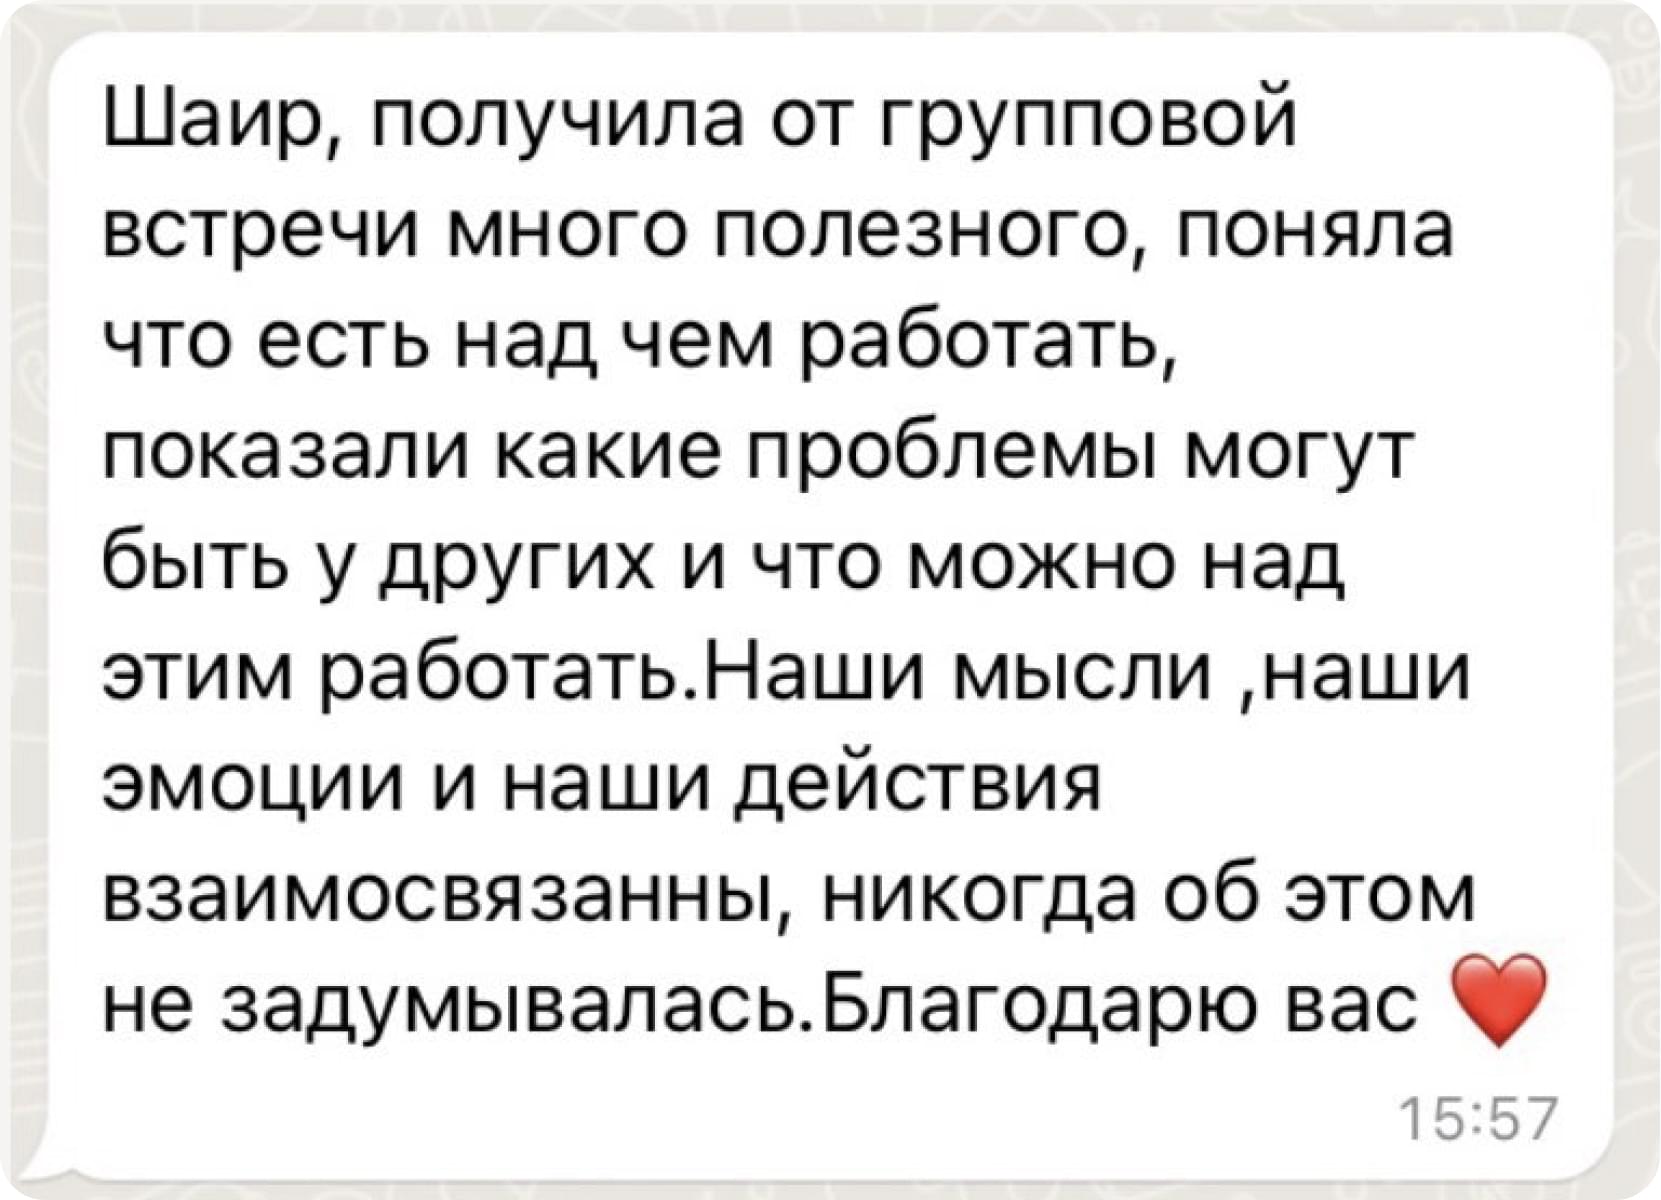 Шаир, получила от групповой
встречи много полезного, поняла
что есть над чем работать,
показали какие проблемы могут
быть у других и что можно над
этим работать.Наши мысли ,наши
эмоции и наши действия
взаимосвязанны, никогда об этом
не задумывалась.Благодарю вас ❤️
15:57